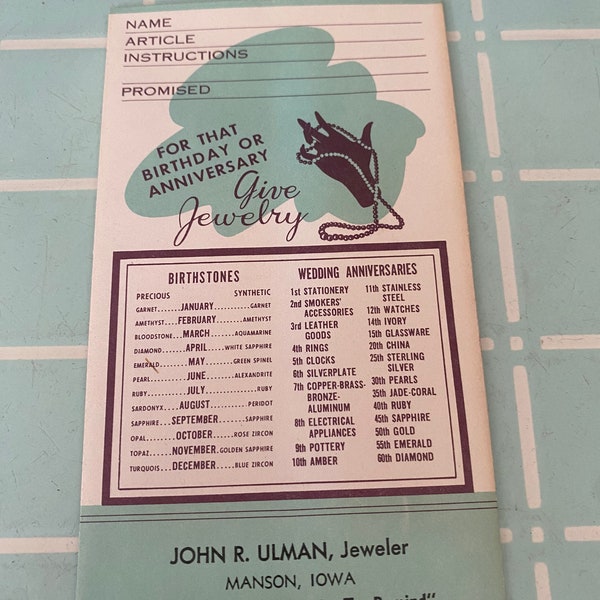 NAME
ARTICLE
INSTRUCTIONS
PROMISED
FOR THAT
BIRTHDAY OR
ANNIVERSARY
Give
Jewelry
BIRTHSTONES
PRECIOUS SYNTHETIC
GARNET....JANUARY..........GARNET
AMETHYST...FEBRUARY....AMETHYST
BLOODSTONE...MARCH....AQUAMARINE
DIAMOND....APRIL....WHITE SAPPHIRE
EMERALD....MAY....GREEN SPINEL
PEARL....JUNE....ALEXANDRITE
RUBY....JULY....RUBY
SARDONYX....AUGUST....PERIDOT
SAPPHIRE...SEPTEMBER....SAPPHIRE
OPAL....OCTOBER....ROSE ZIRCON
TOPAZ....NOVEMBER.GOLDEN SAPPHIRE
TURQUOIS...DECEMBER....BLUE ZIRCON
WEDDING ANNIVERSARIES
1st STATIONERY
2nd SMOKERS'
ACCESSORIES
3rd LEATHER
GOODS
4th RINGS
5th CLOCKS
6th SILVERPLATE
7th COPPER-BRASS-
BRONZE-
ALUMINUM
8th ELECTRICAL
APPLIANCES
9th POTTERY
10th AMBER
11th STAINLESS
STEEL
12th WATCHES
14th IVORY
15th GLASSWARE
20th CHINA
25th STERLING
SILVER
30th PEARLS
35th JADE-CORAL
40th RUBY
45th SAPPHIRE
50th GOLD
55th EMERALD
60th DIAMOND
JOHN R. ULMAN, Jeweler
MANSON, IOWA
To Remind"